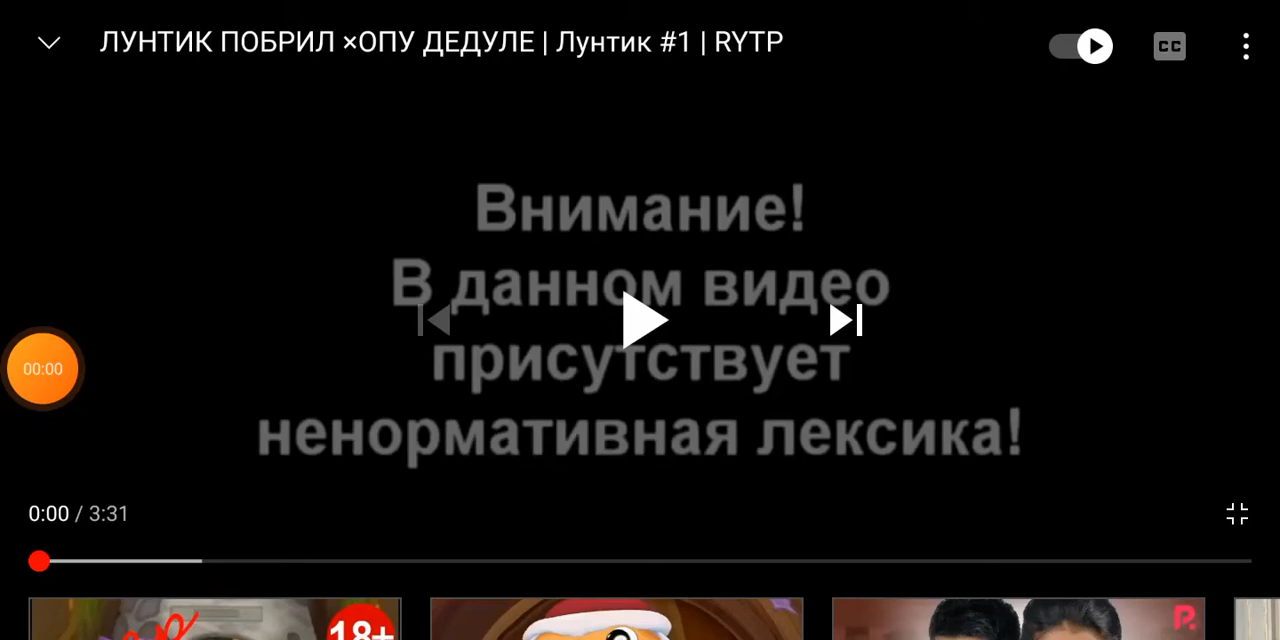 ЛУНТИК ПОБРИЛ ×ОПУ ДЕДУЛЕ | Лунтик #1 | RYTP
CC
Внимание!
В данном видео
присутствует
ненормативная лексика!
00:00
0:00 / 3:31
18+
P.